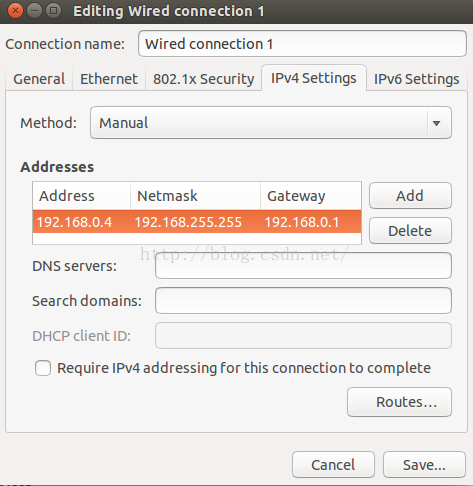 Editing Wired connection 1
Connection name: Wired connection 1
General Ethernet 802.1x Security IPv4 Settings IPv6 Settings
Method: Manual
Addresses
Address Netmask Gateway Add
192.168.0.4 192.168.255.255 192.168.0.1 Delete
http://blog.csdn.net/
DNS servers:
Search domains:
DHCP client ID:
Require IPv4 addressing for this connection to complete
Routes...
Cancel Save...